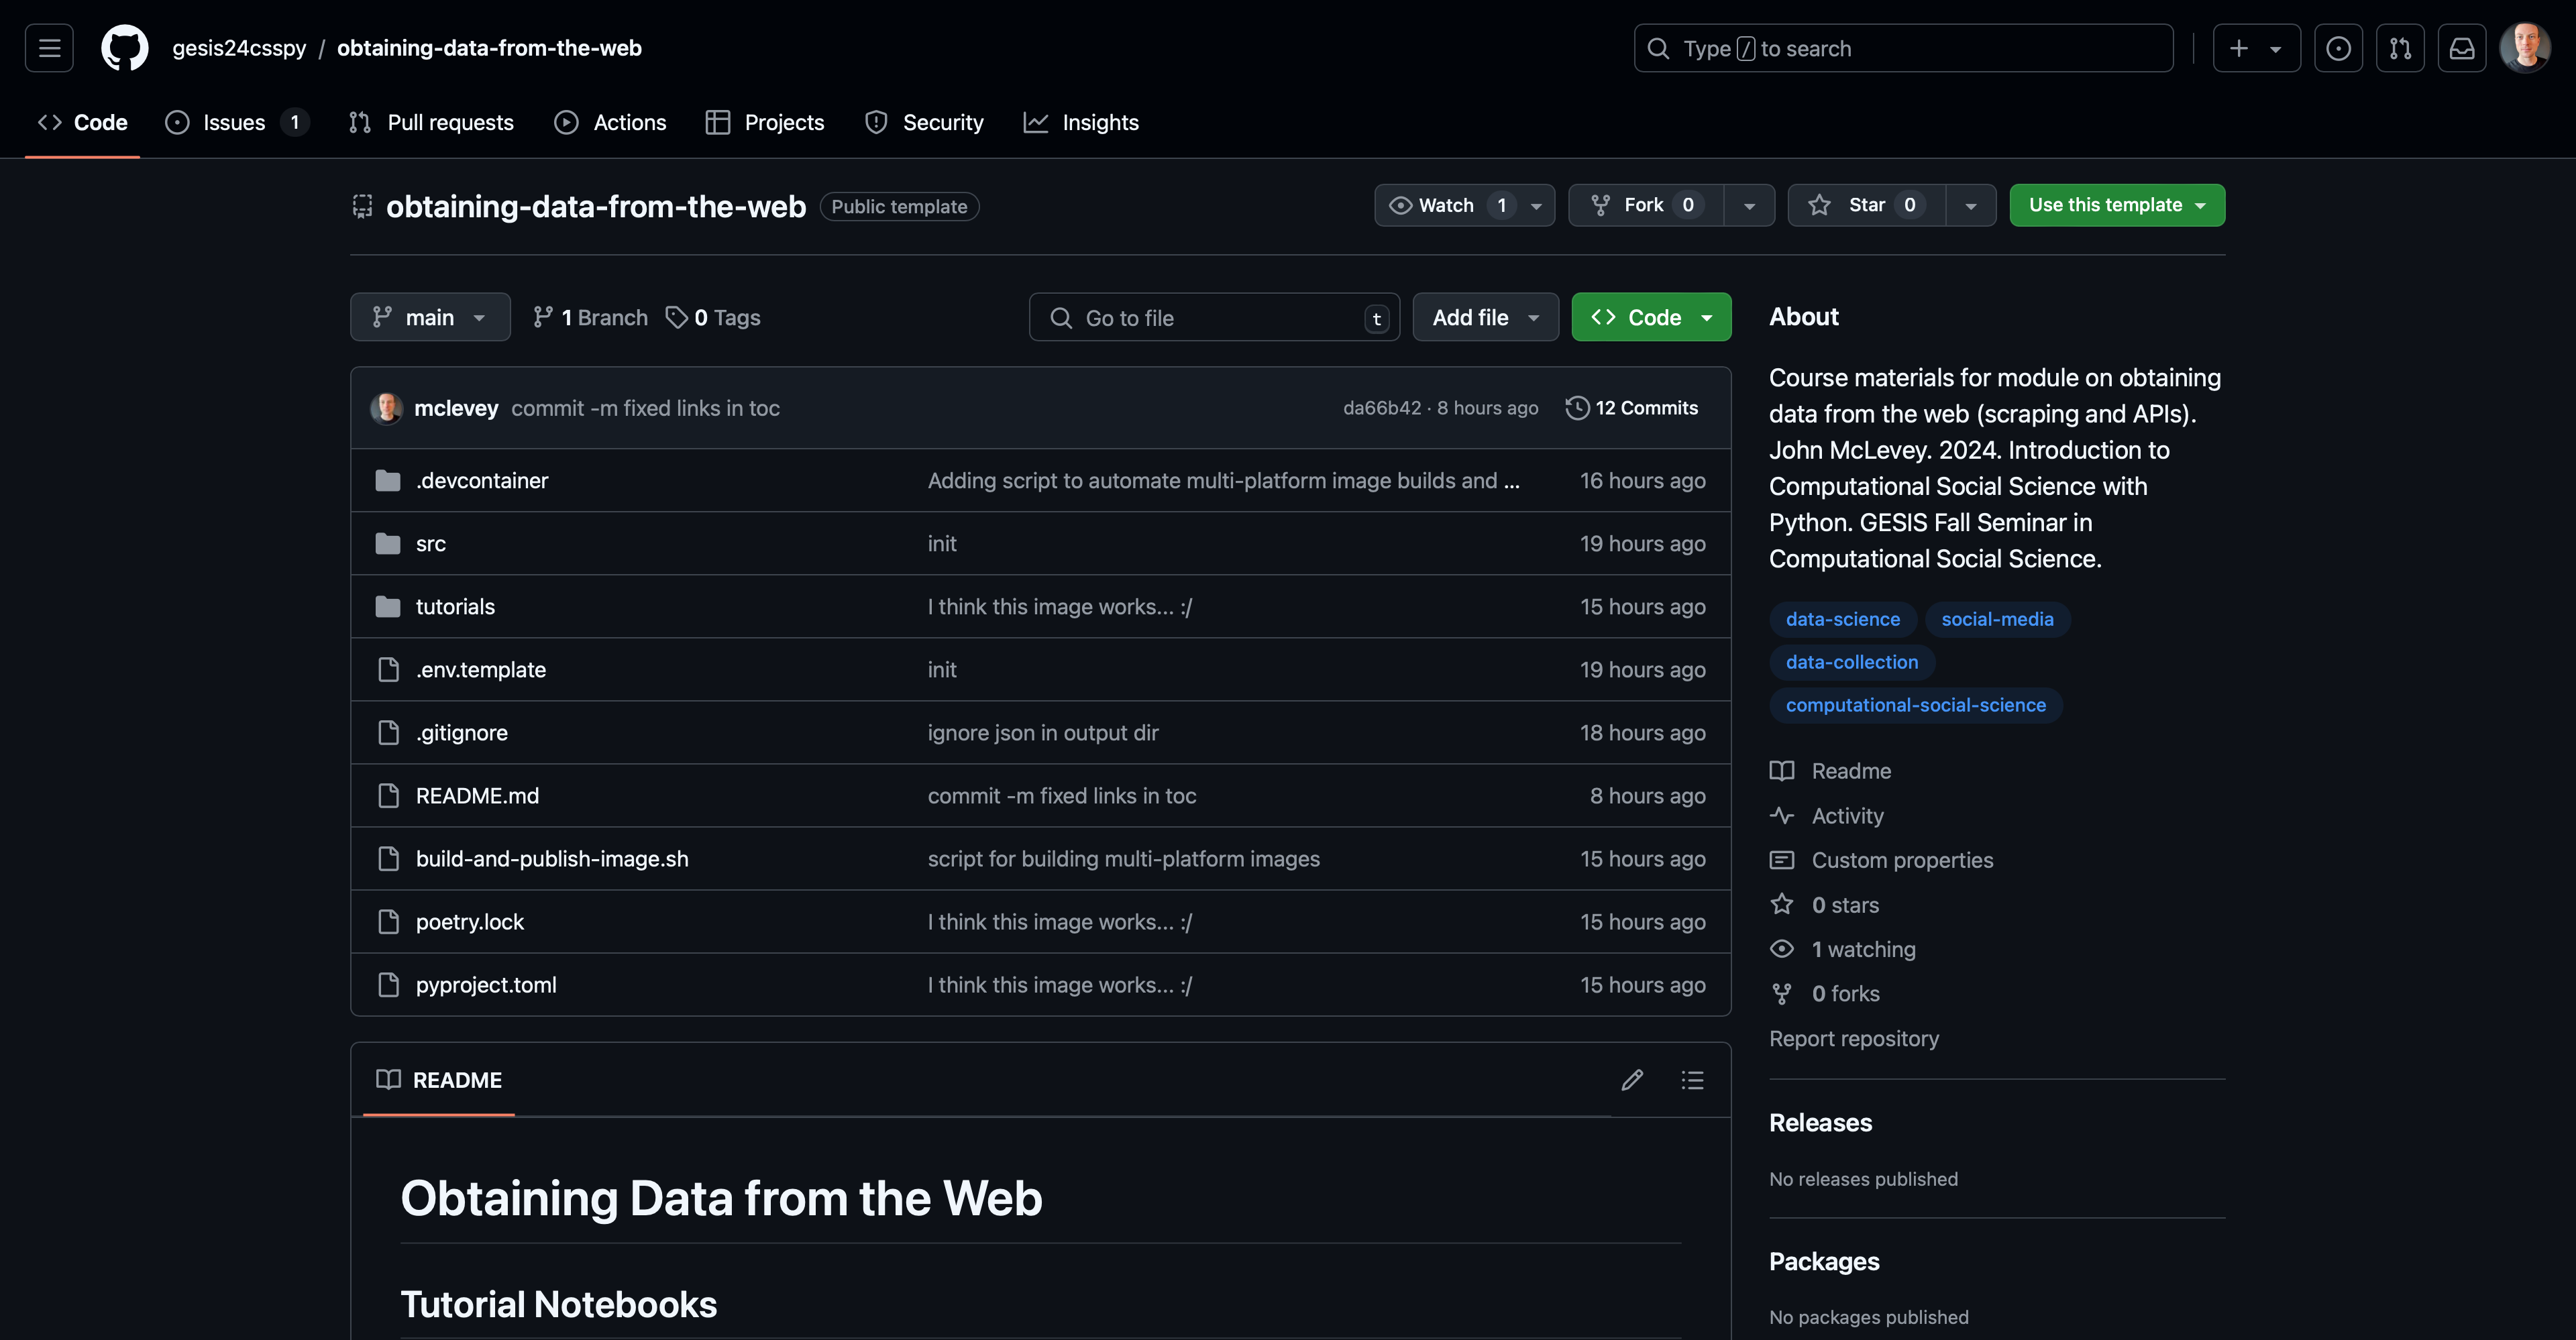 gesis24csspy / obtaining-data-from-the-web
Type / to search
Code
Issues 1
Pull requests
Actions
Projects
Security
Insights
obtaining-data-from-the-web Public template
Watch 1
Fork 0
Star 0
Use this template
main
1 Branch
0 Tags
Go to file
t
Add file
Code
mclevey commit -m fixed links in toc
da66b42 · 8 hours ago
12 Commits
.devcontainer Adding script to automate multi-platform image builds and ... 16 hours ago
src init 19 hours ago
tutorials I think this image works... :/ 15 hours ago
.env.template init 19 hours ago
.gitignore ignore json in output dir 18 hours ago
README.md commit -m fixed links in toc 8 hours ago
build-and-publish-image.sh script for building multi-platform images 15 hours ago
poetry.lock I think this image works... :/ 15 hours ago
pyproject.toml I think this image works... :/ 15 hours ago
README
Obtaining Data from the Web
Tutorial Notebooks
About
Course materials for module on obtaining
data from the web (scraping and APIs).
John McLevey. 2024. Introduction to
Computational Social Science with
Python. GESIS Fall Seminar in
Computational Social Science.
data-science social-media
data-collection
computational-social-science
Readme
Activity
Custom properties
0 stars
1 watching
0 forks
Report repository
Releases
No releases published
Packages
No packages published